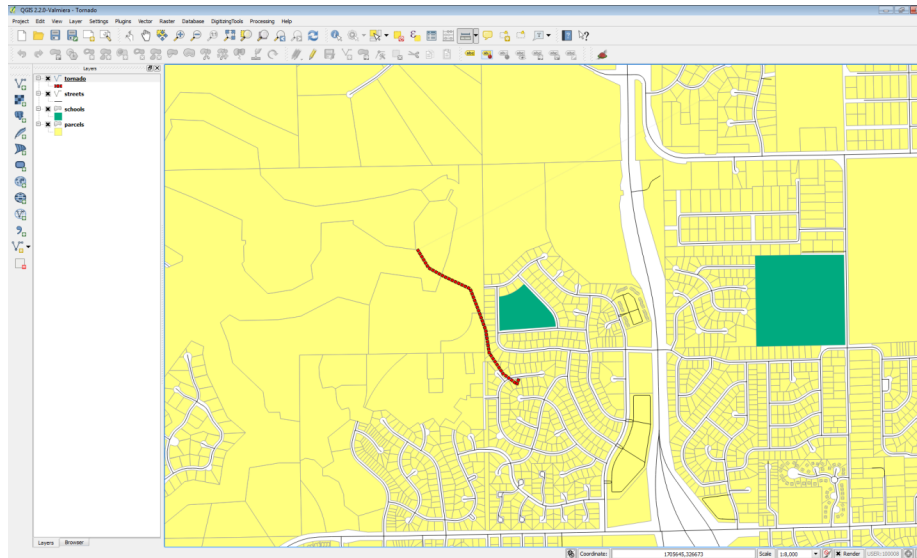 QGIS 2.2.0-Valmiera - Tornado
Project Edit View Layer Settings Plugins Vector Raster Database DigitizingTools Processing Help
Layers
tornado
streets
schools
parcels
Layers Browser
Coordinate: 1705645,326673 Scale 1:8,000 Render